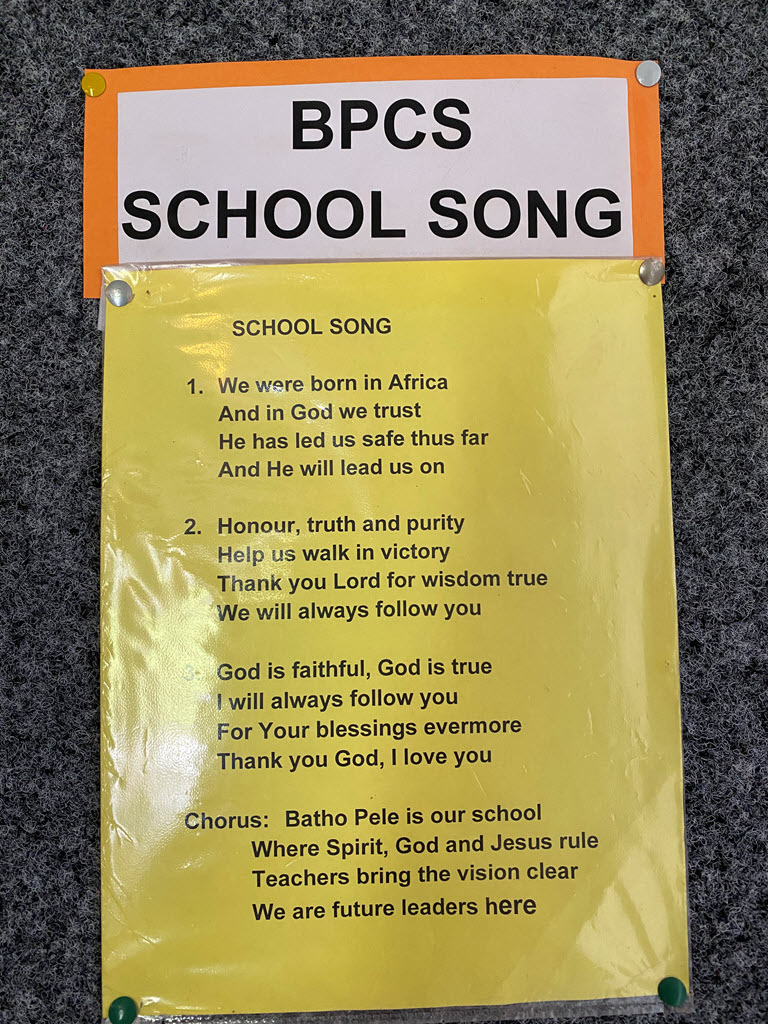 BPCS
SCHOOL SONG
SCHOOL SONG
1. We were born in Africa
And in God we trust
He has led us safe thus far
And He will lead us on
2. Honour, truth and purity
Help us walk in victory
Thank you Lord for wisdom true
We will always follow you
3. God is faithful, God is true
I will always follow you
For Your blessings evermore
Thank you God, I love you
Chorus: Batho Pele is our school
Where Spirit, God and Jesus rule
Teachers bring the vision clear
We are future leaders here